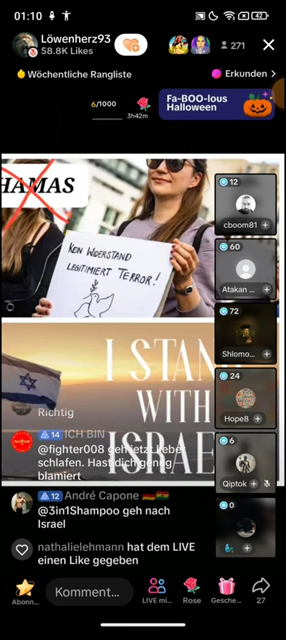 01:10
42
Löwenherz93
58.8K Likes
271
Wöchentliche Rangliste
Erkunden >
6/1000
3h42m
Fa-BOO-lous
Halloween
HAMAS
KEIN WIDERSTAND
LEGITIMIERT TERROR!
12
cboom81
60
Atakan ...
72
Shlomo...
24
Hope8
6
Qiptok
0
I STAN
WITH
ISRAE
Richtig
14 ICH BIN
@fighter008 geh jetzt liebe
schlafen. Hast dich genug
blamiert
12 André Capone
@3in1Shampoo geh nach
Israel
nathalielehmann hat dem LIVE
einen Like gegeben
Abonn...
Komment...
LIVE mi...
Rose
Gesche...
27